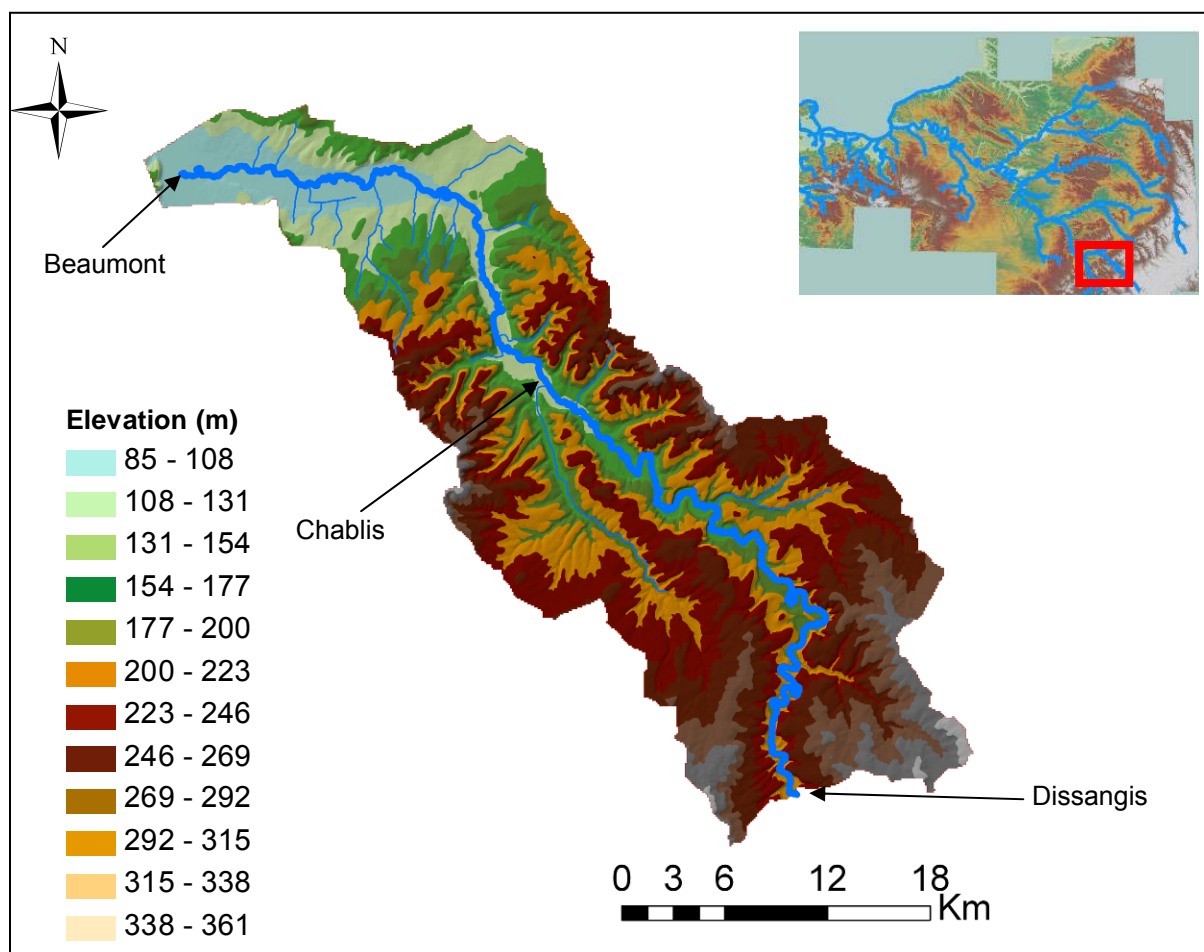 N
Beaumont
Elevation (m)
85 - 108
108 - 131
131 - 154
154 - 177
177 - 200
200 - 223
223 - 246
246 - 269
269 - 292
292 - 315
315 - 338
338 - 361
Chablis
Dissangis
0 3 6 12 18
Km